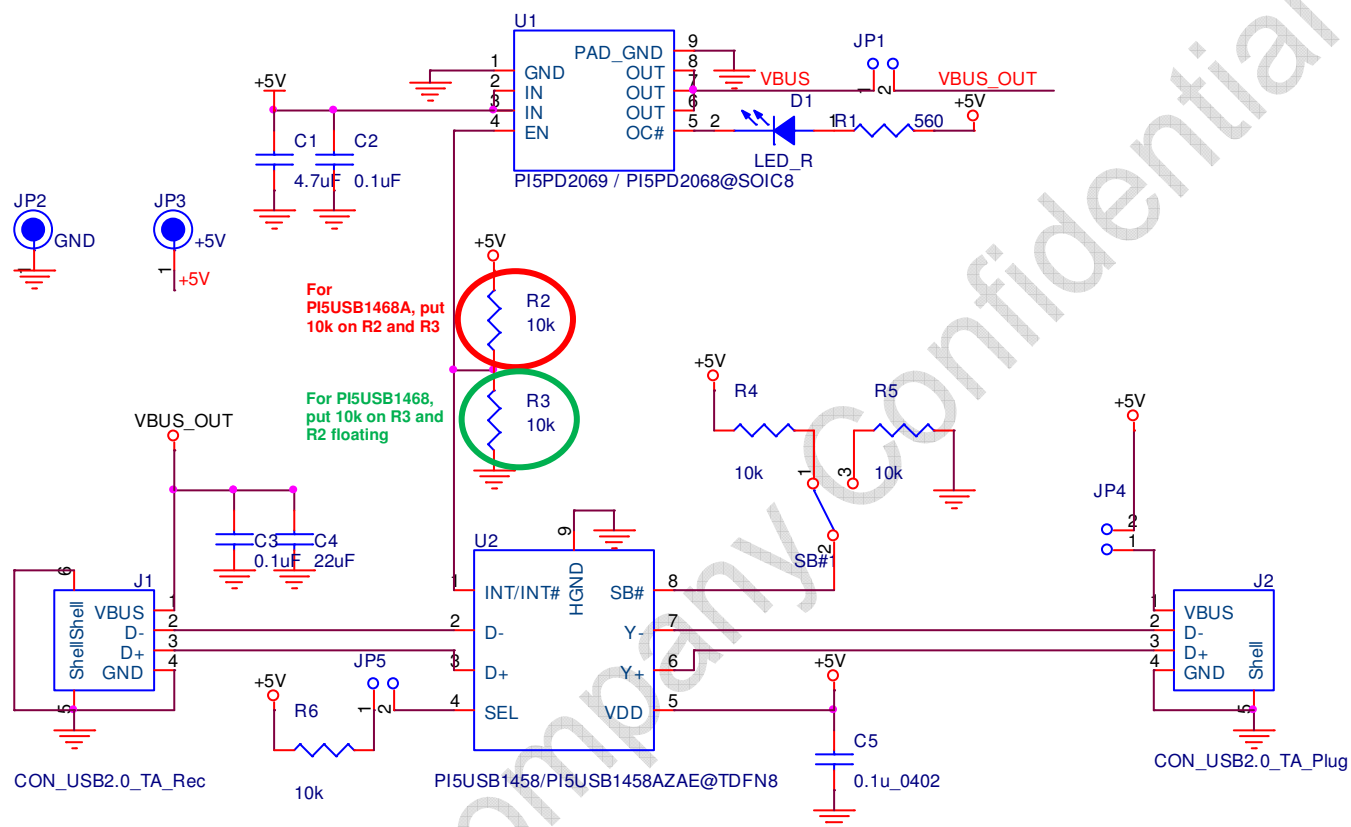 U1
PAD_GND
9
JP1
1
GND
OUT
8
2
IN
OUT
7
VBUS
1
2
VBUS_OUT
3
IN
OUT
6
4
EN
OC#
5
2
D1
1
R1
560
+5V
LED_R
PI5PD2069 / PI5PD2068@SOIC8
+5V
C1
4.7uF
C2
0.1uF
JP2
GND
1
JP3
+5V
1
+5V
+5V
For
PI5USB1468A, put
10k on R2 and R3
R2
10k
For PI5USB1468,
put 10k on R3 and
R2 floating
R3
10k
+5V
R4
10k
R5
10k
1
3
2
SB#1
+5V
JP4
2
1
VBUS_OUT
C3
0.1uF
C4
22uF
J1
6
ShellShell
5
VBUS
1
D-
2
D+
3
GND
4
CON_USB2.0_TA_Rec
+5V
R6
10k
JP5
1
2
U2
9
HGND
1
INT/INT#
SB#
8
2
D-
Y-
7
3
D+
Y+
6
4
SEL
VDD
5
PI5USB1458/PI5USB1458AZAE@TDFN8
+5V
C5
0.1u_0402
J2
1
VBUS
2
D-
3
D+
4
GND
Shell
5
CON_USB2.0_TA_Plug
ompany Confidential